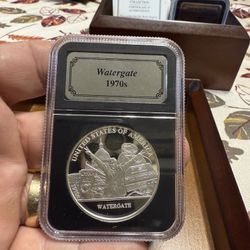 Watergate
1970s
UNITED STATES OF AMERICA
WATERGATE